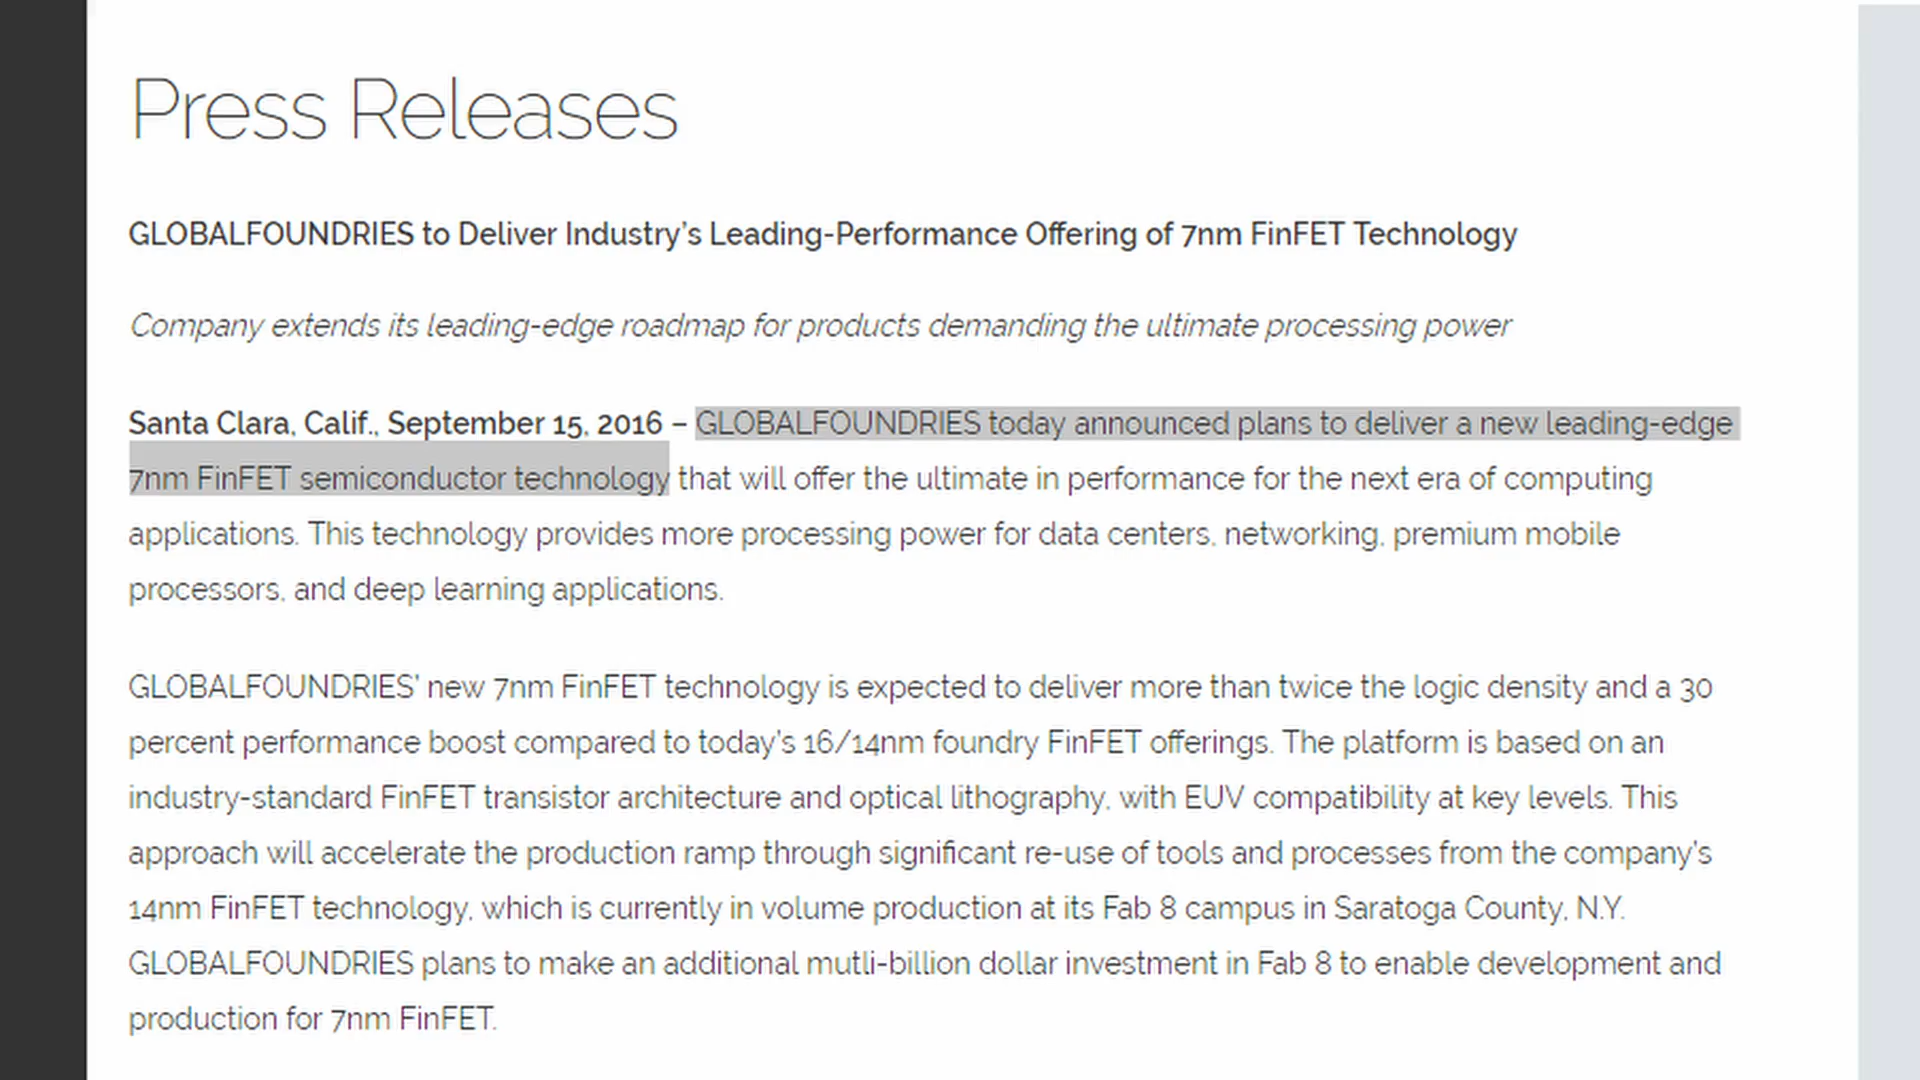 Press Releases
GLOBALFOUNDRIES to Deliver Industry’s Leading-Performance Offering of 7nm FinFET Technology
Company extends its leading-edge roadmap for products demanding the ultimate processing power
Santa Clara, Calif., September 15, 2016 – GLOBALFOUNDRIES today announced plans to deliver a new leading-edge
7nm FinFET semiconductor technology that will offer the ultimate in performance for the next era of computing
applications. This technology provides more processing power for data centers, networking, premium mobile
processors, and deep learning applications.
GLOBALFOUNDRIES’ new 7nm FinFET technology is expected to deliver more than twice the logic density and a 30
percent performance boost compared to today’s 16/14nm foundry FinFET offerings. The platform is based on an
industry-standard FinFET transistor architecture and optical lithography, with EUV compatibility at key levels. This
approach will accelerate the production ramp through significant re-use of tools and processes from the company’s
14nm FinFET technology, which is currently in volume production at its Fab 8 campus in Saratoga County, N.Y.
GLOBALFOUNDRIES plans to make an additional mutli-billion dollar investment in Fab 8 to enable development and
production for 7nm FinFET.